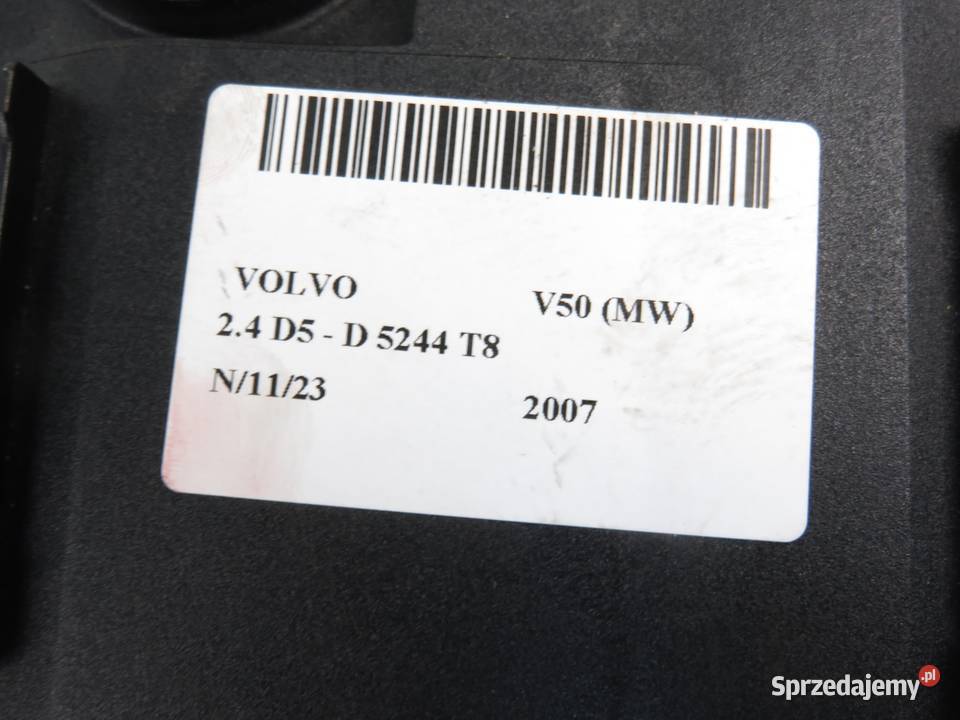 VOLVO V50 (MW)
2.4 D5 - D 5244 T8
N/11/23 2007
Sprzedajemy.pl